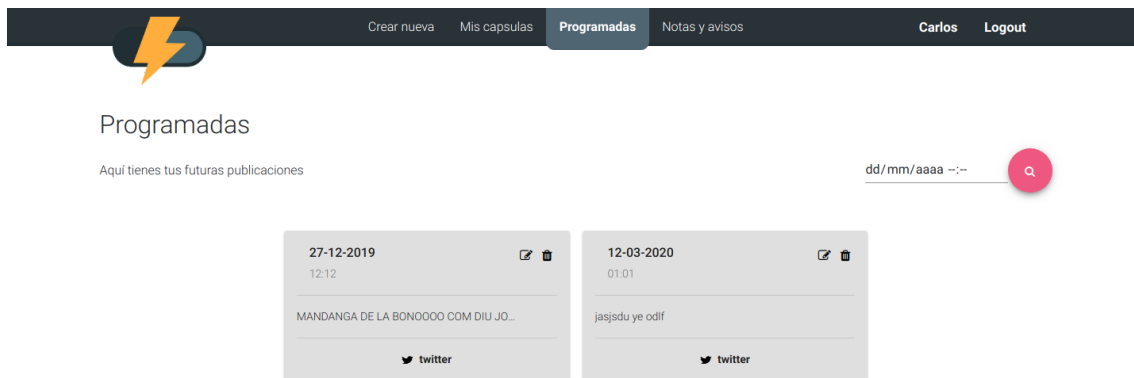 Crear nueva Mis capsulas Programadas Notas y avisos Carlos Logout
Programadas
Aquí tienes tus futuras publicaciones
dd/mm/aaaa --:--
27-12-2019
12:12
MANDANGA DE LA BONOOOO COM DIU JO...
twitter
12-03-2020
01:01
jasjsdu ye odlf
twitter